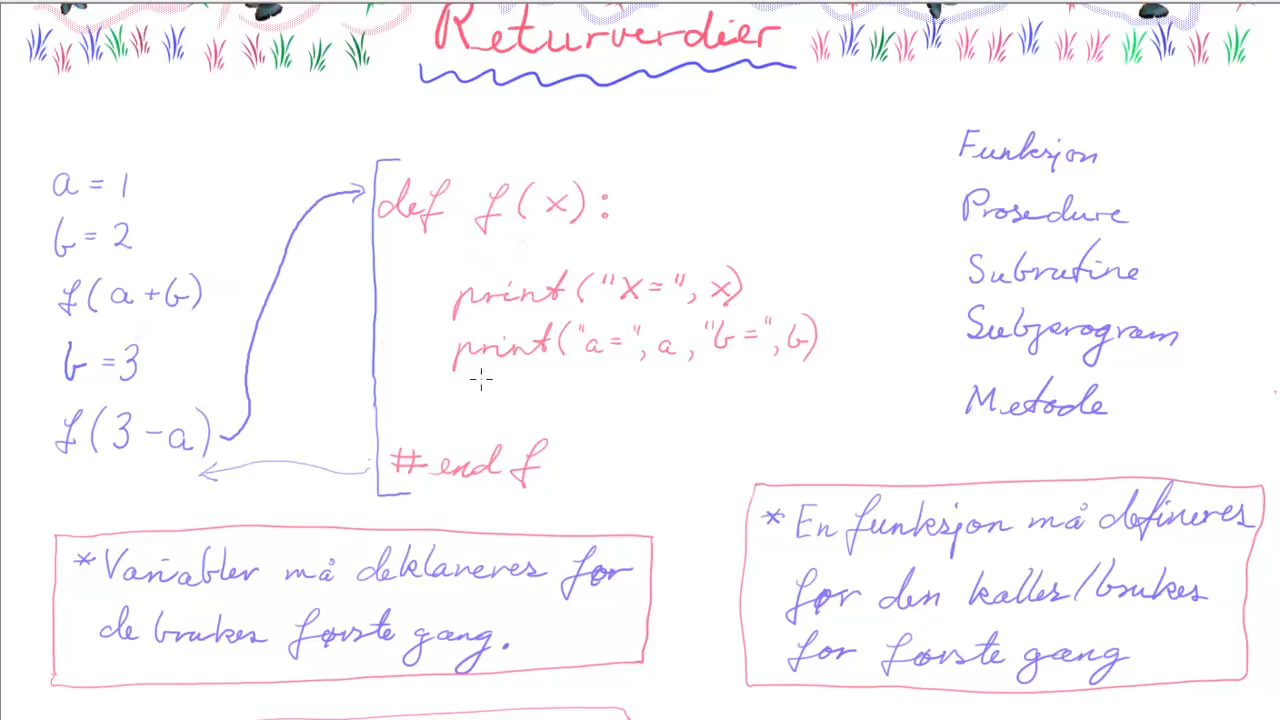 Returverdier
a = 1
b = 2
f(a+b)
b = 3
f(3-a)
def f(x):
print("x=", x)
print("a=", a, "b=", b)
#end f
Funksjon
Prosedure
Subrutine
Subprogram
Metode
* Variabler må deklareres før
de brukes første gang.
* En funksjon må defineres
før den kalles/brukes
for første gang